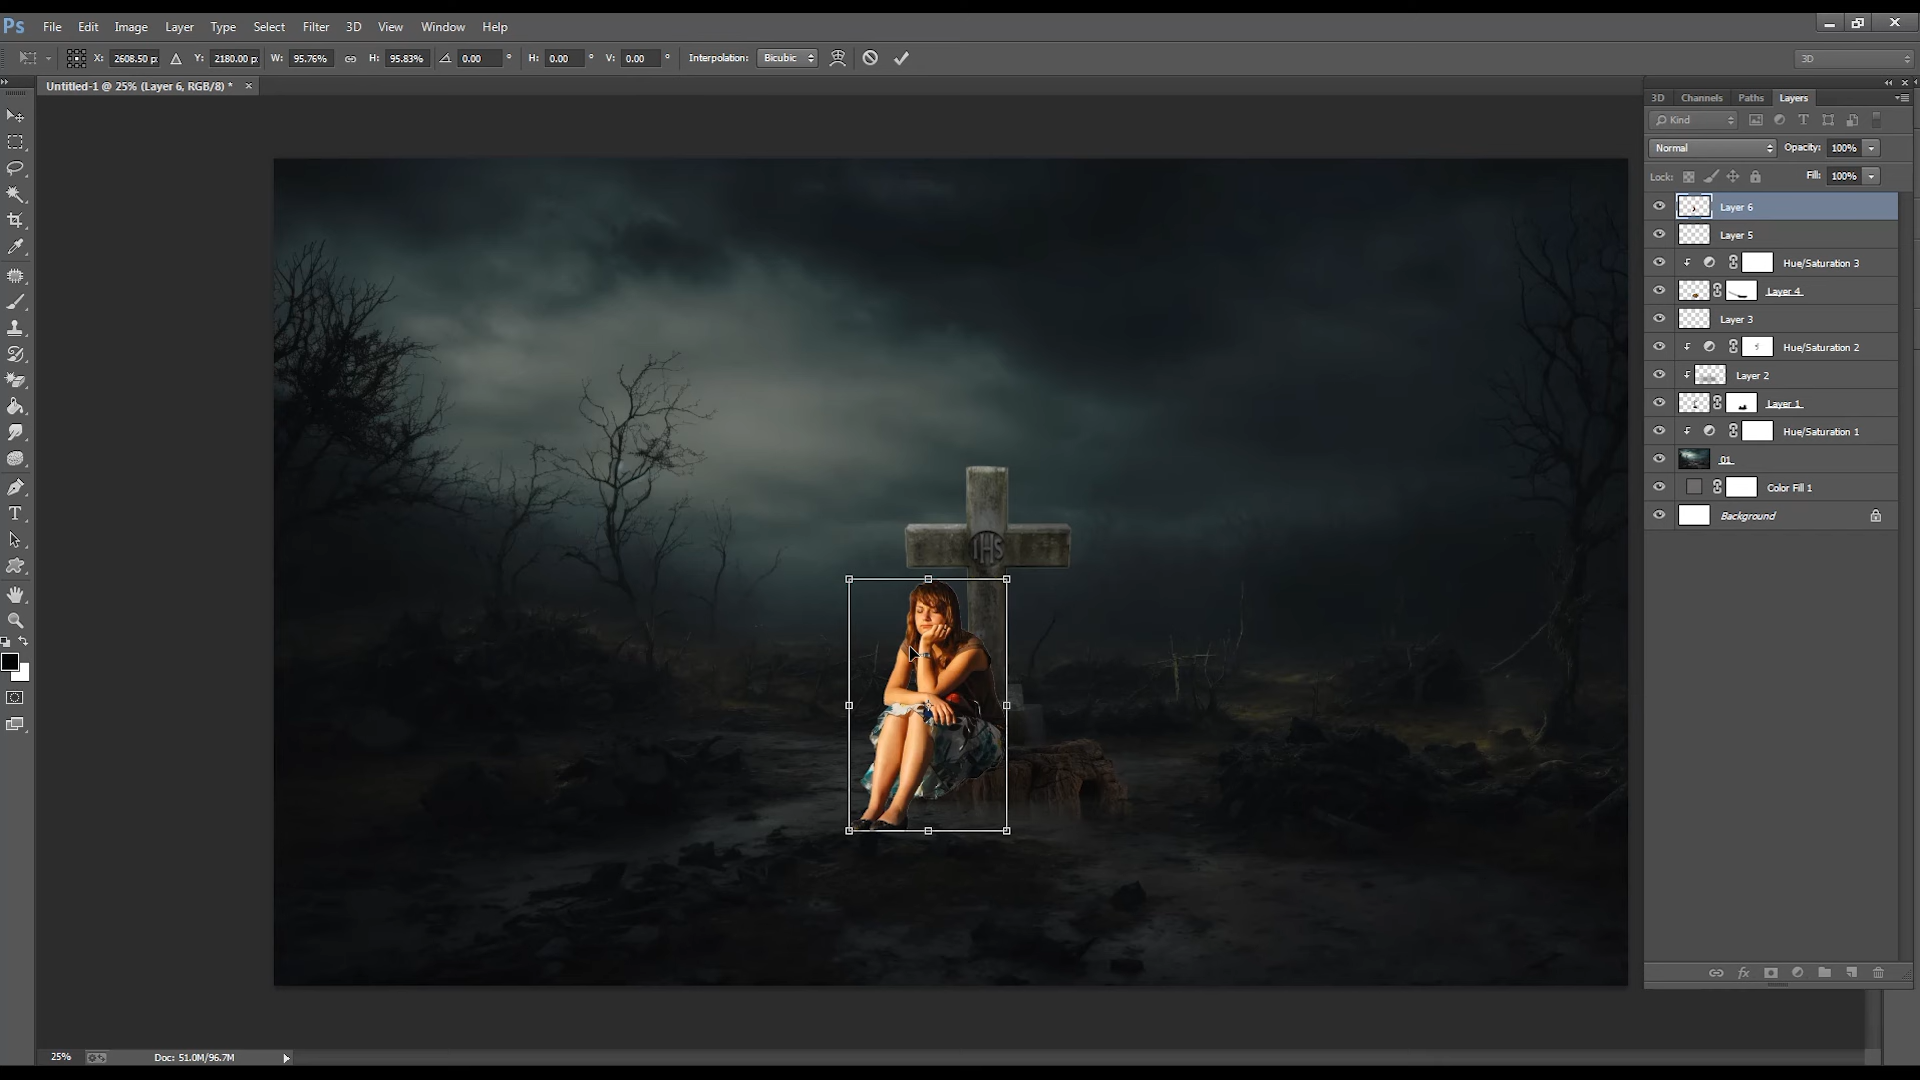 Ps File Edit Image Layer Type Select Filter 3D View Window Help
X: 2608.50 px Y: 2180.00 px W: 95.76% H: 95.83% 0.00 ° H: 0.00 ° V: 0.00 ° Interpolation: Bicubic 3D
Untitled-1 @ 25% (Layer 6, RGB/8) * ×
3D Channels Paths Layers
Kind
Normal Opacity: 100%
Lock: Fill: 100%
Layer 6
Layer 5
Hue/Saturation 3
Layer 4
Layer 3
Hue/Saturation 2
Layer 2
Layer 1
Hue/Saturation 1
01
Color Fill 1
Background
IHS
25% Doc: 51.0M/96.7M